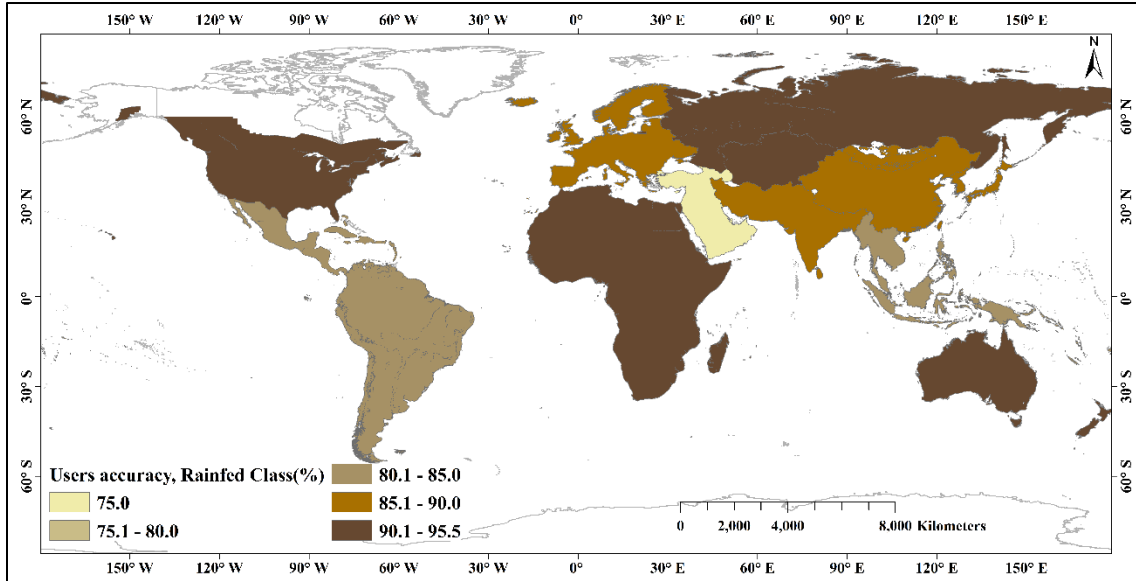 150° W 120° W 90° W 60° W 30° W 0° 30° E 60° E 90° E 120° E 150° E
N
60° N 60° N
30° N 30° N
0° 0°
30° S 30° S
60° S 60° S
Users accuracy, Rainfed Class(%)
75.0
75.1 - 80.0
80.1 - 85.0
85.1 - 90.0
90.1 - 95.5
0 2,000 4,000 8,000 Kilometers
150° W 120° W 90° W 60° W 30° W 0° 30° E 60° E 90° E 120° E 150° E